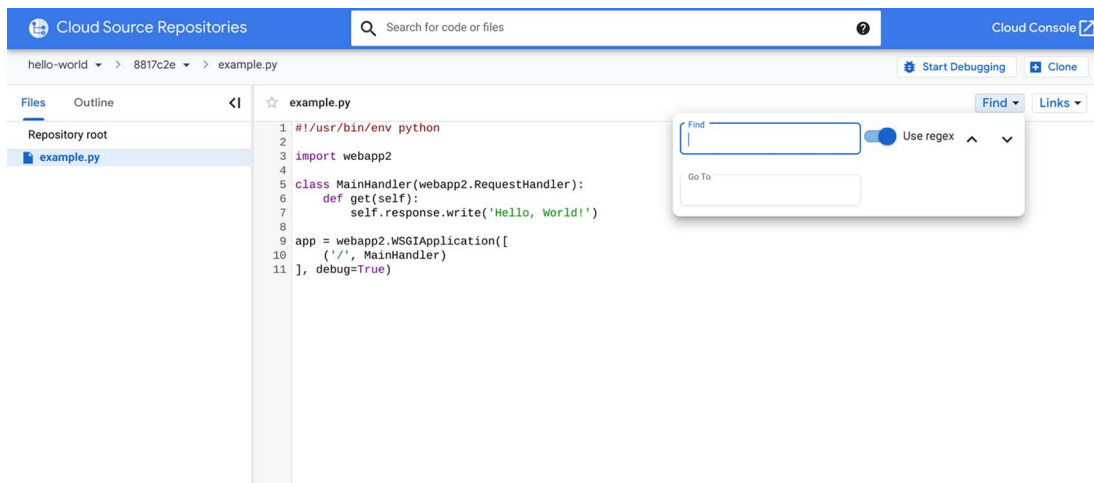 Cloud Source Repositories
Search for code or files
Cloud Console
hello-world > 8817c2e > example.py
Start Debugging
Clone
Files Outline
example.py
Find
Links
Repository root
example.py
1 #!/usr/bin/env python
2
3 import webapp2
4
5 class MainHandler(webapp2.RequestHandler):
6     def get(self):
7         self.response.write('Hello, World!')
8
9 app = webapp2.WSGIApplication([
10     ('/', MainHandler)
11 ], debug=True)
Find
Use regex
Go To